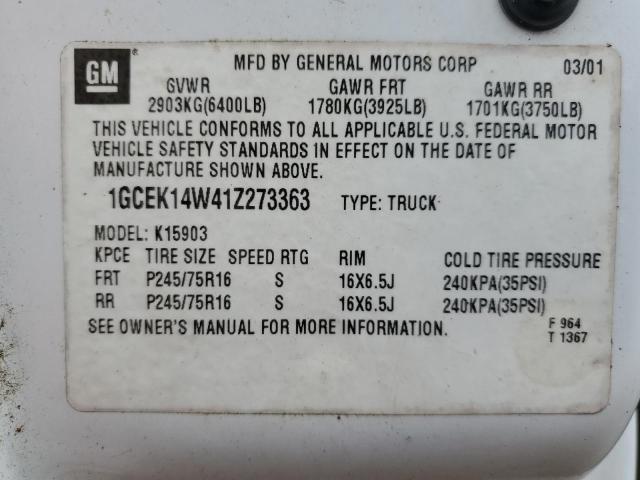 GM
MFD BY GENERAL MOTORS CORP 03/01
GVWR GAWR FRT GAWR RR
2903KG(6400LB) 1780KG(3925LB) 1701KG(3750LB)
THIS VEHICLE CONFORMS TO ALL APPLICABLE U.S. FEDERAL MOTOR
VEHICLE SAFETY STANDARDS IN EFFECT ON THE DATE OF
MANUFACTURE SHOWN ABOVE.
1GCEK14W41Z273363 TYPE: TRUCK
MODEL: K15903
KPCE TIRE SIZE SPEED RTG RIM COLD TIRE PRESSURE
FRT P245/75R16 S 16X6.5J 240KPA(35PSI)
RR P245/75R16 S 16X6.5J 240KPA(35PSI)
SEE OWNER'S MANUAL FOR MORE INFORMATION.
F 964
T 1367